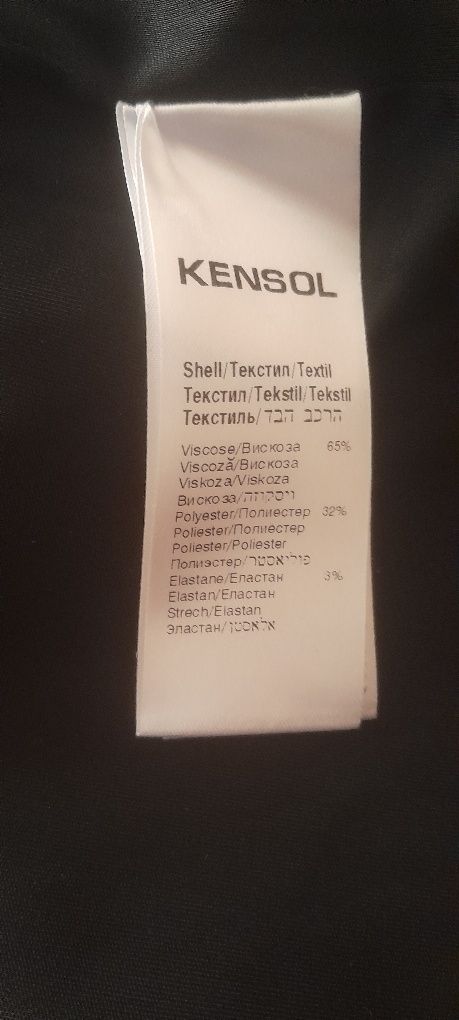 KENSOL
Shell/Текстил/Textil
Текстил/Tekstil/Tekstil
Текстиль/הרכב הבד
Viscose/Вискоза 65%
Viscoză/Вискоза
Viskoza/Viskoza
Вискоза/ויסקוזה
Polyester/Полиестер 32%
Poliester/Полиестер
Poliester/Poliester
Полиэстер/פוליאסטר
Elastane/Еластан 3%
Elastan/Еластан
Strech/Elastan
Эластан/אלאסטן